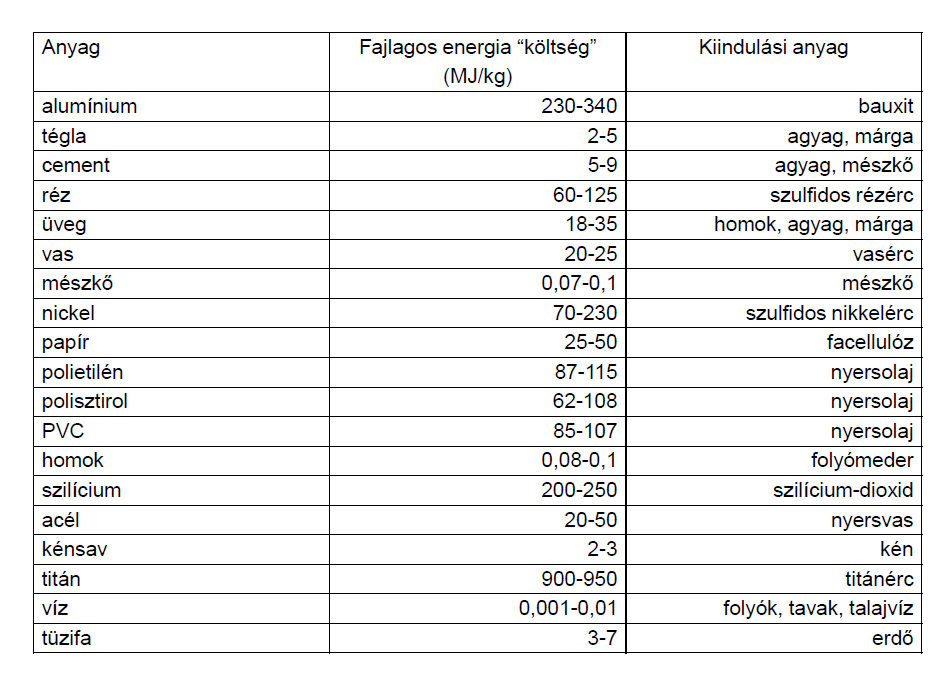 Anyag Fajlagos energia “költség” Kiindulási anyag
(MJ/kg)
alumínium 230-340 bauxit
tégla 2-5 agyag, márga
cement 5-9 agyag, mészkő
réz 60-125 szulfidos rézérc
üveg 18-35 homok, agyag, márga
vas 20-25 vasérc
mészkő 0,07-0,1 mészkő
nickel 70-230 szulfidos nikkelérc
papír 25-50 facellulóz
polietilén 87-115 nyersolaj
polisztirol 62-108 nyersolaj
PVC 85-107 nyersolaj
homok 0,08-0,1 folyómeder
szilícium 200-250 szilícium-dioxid
acél 20-50 nyersvas
kénsav 2-3 kén
titán 900-950 titánérc
víz 0,001-0,01 folyók, tavak, talajvíz
tüzifa 3-7 erdő